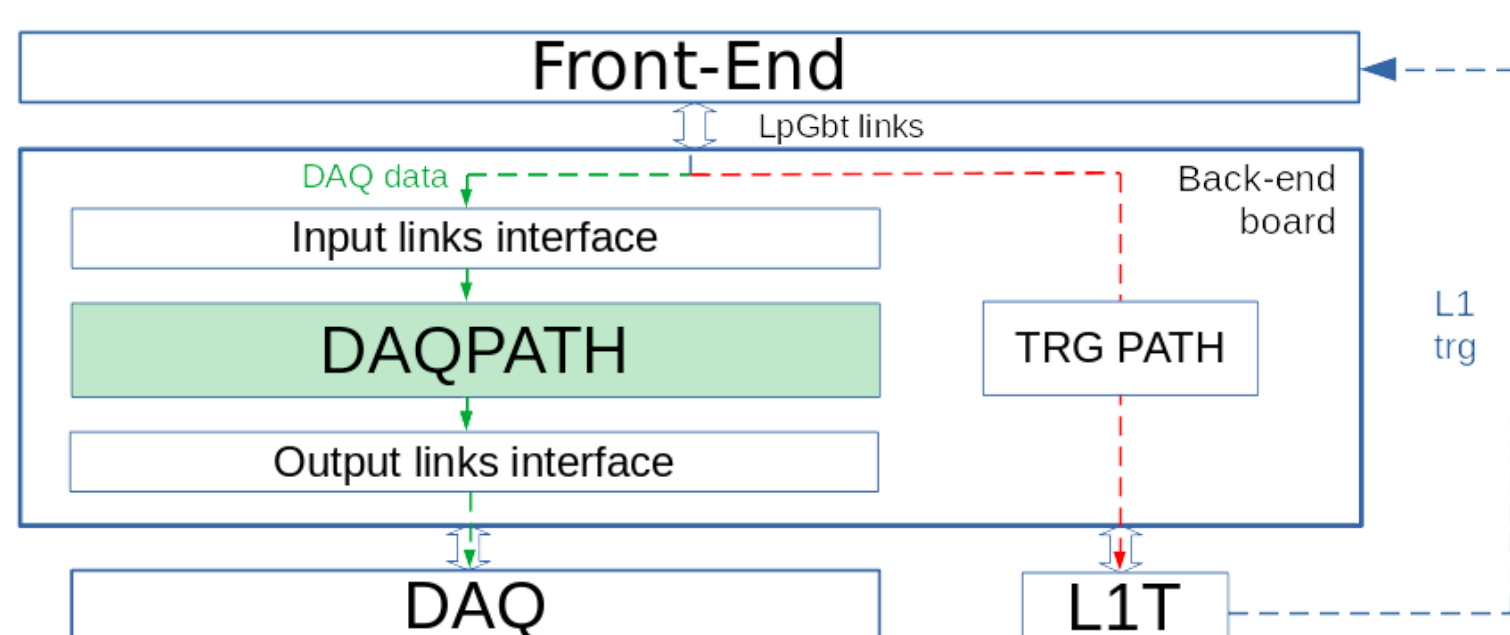 Front-End
LpGbt links
DAQ data
Back-end
board
Input links interface
DAQPATH
TRG PATH
L1
trg
Output links interface
DAQ
L1T